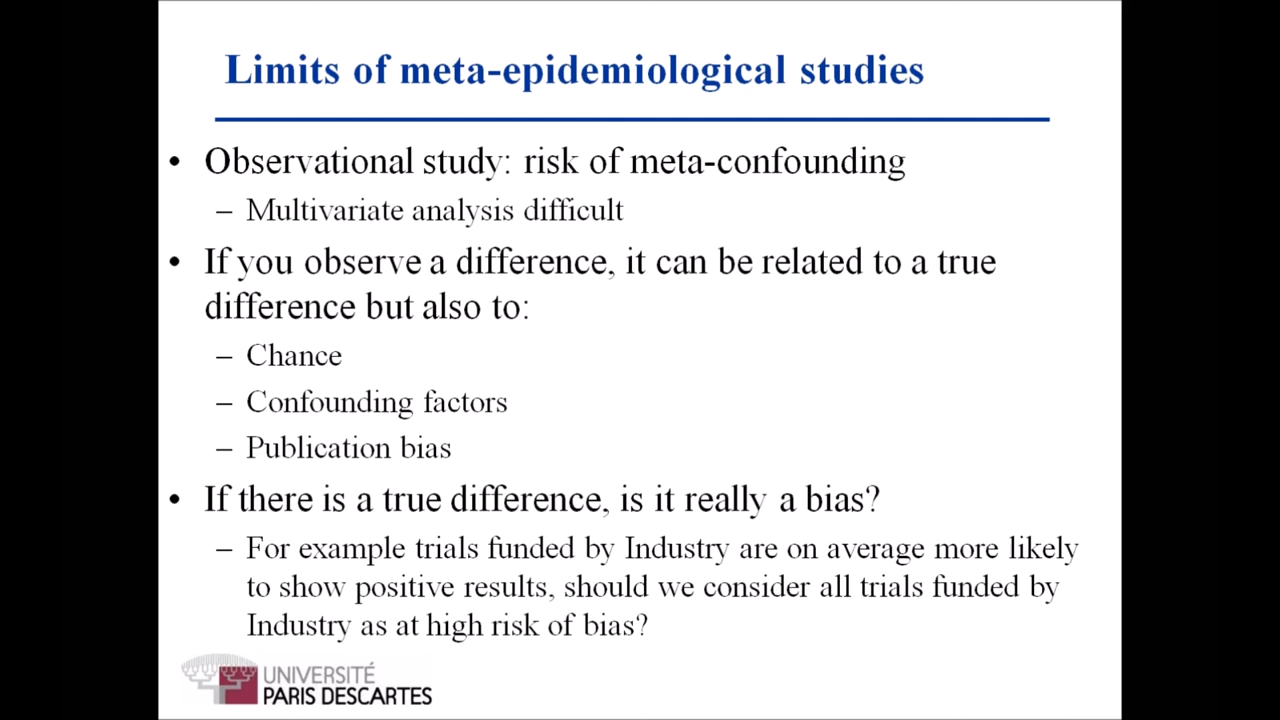 Limits of meta-epidemiological studies
• Observational study: risk of meta-confounding
– Multivariate analysis difficult
• If you observe a difference, it can be related to a true
difference but also to:
– Chance
– Confounding factors
– Publication bias
• If there is a true difference, is it really a bias?
– For example trials funded by Industry are on average more likely
to show positive results, should we consider all trials funded by
Industry as at high risk of bias?
UNIVERSITÉ
PARIS DESCARTES